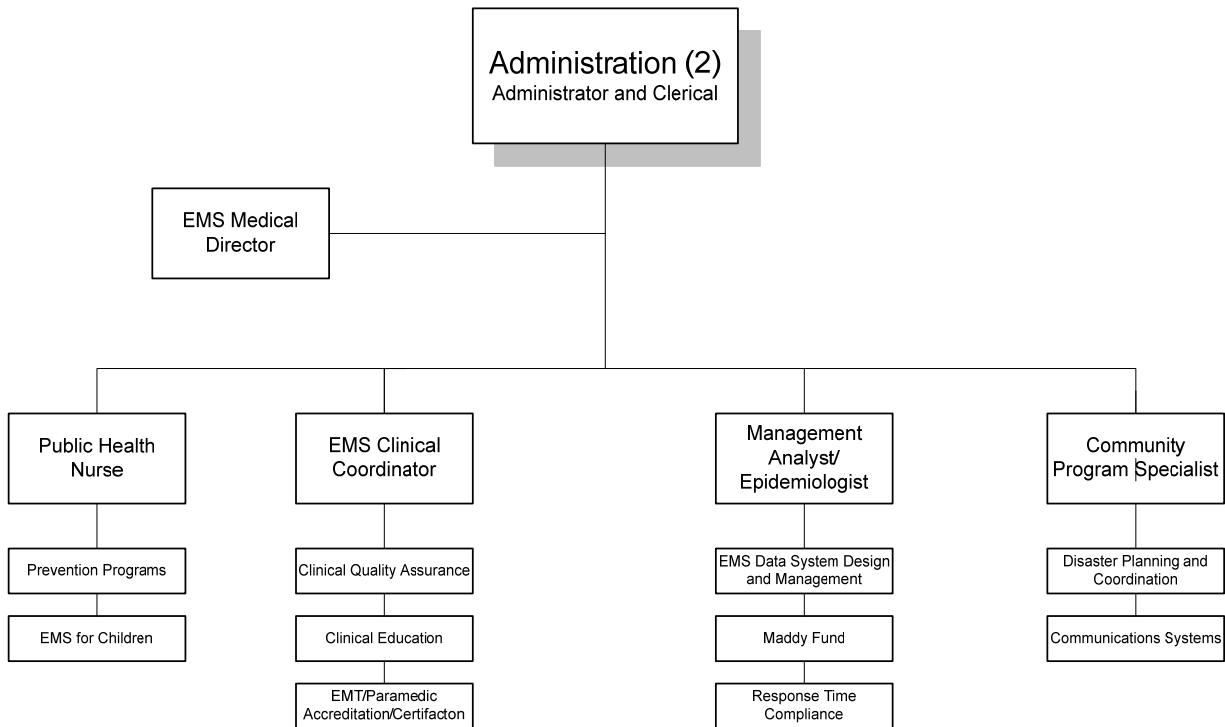 Administration (2)
Administrator and Clerical
EMS Medical
Director
Public Health
Nurse
EMS Clinical
Coordinator
Management
Analyst/
Epidemiologist
Community
Program Specialist
Prevention Programs
EMS for Children
Clinical Quality Assurance
Clinical Education
EMT/Paramedic
Accreditation/Certifacton
EMS Data System Design
and Management
Maddy Fund
Response Time
Compliance
Disaster Planning and
Coordination
Communications Systems